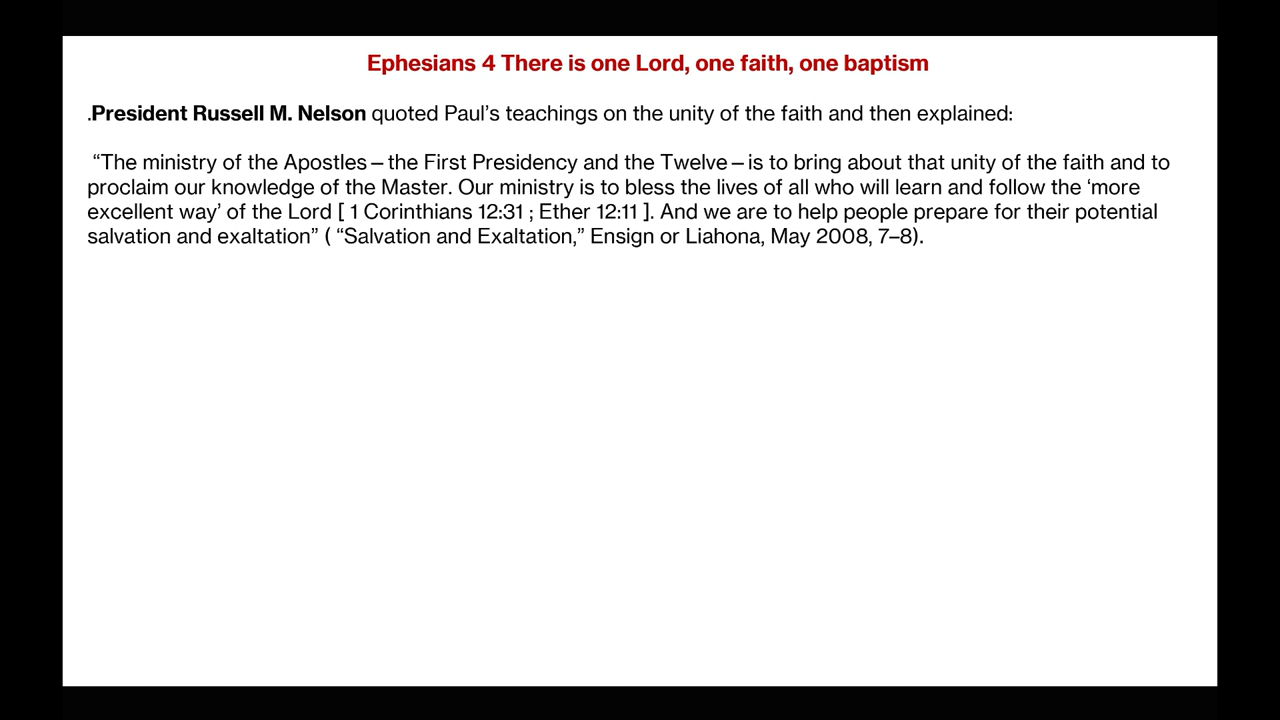 Ephesians 4 There is one Lord, one faith, one baptism
.President Russell M. Nelson quoted Paul’s teachings on the unity of the faith and then explained:
“The ministry of the Apostles – the First Presidency and the Twelve – is to bring about that unity of the faith and to
proclaim our knowledge of the Master. Our ministry is to bless the lives of all who will learn and follow the ‘more
excellent way’ of the Lord [ 1 Corinthians 12:31 ; Ether 12:11 ]. And we are to help people prepare for their potential
salvation and exaltation” ( “Salvation and Exaltation,” Ensign or Liahona, May 2008, 7–8).